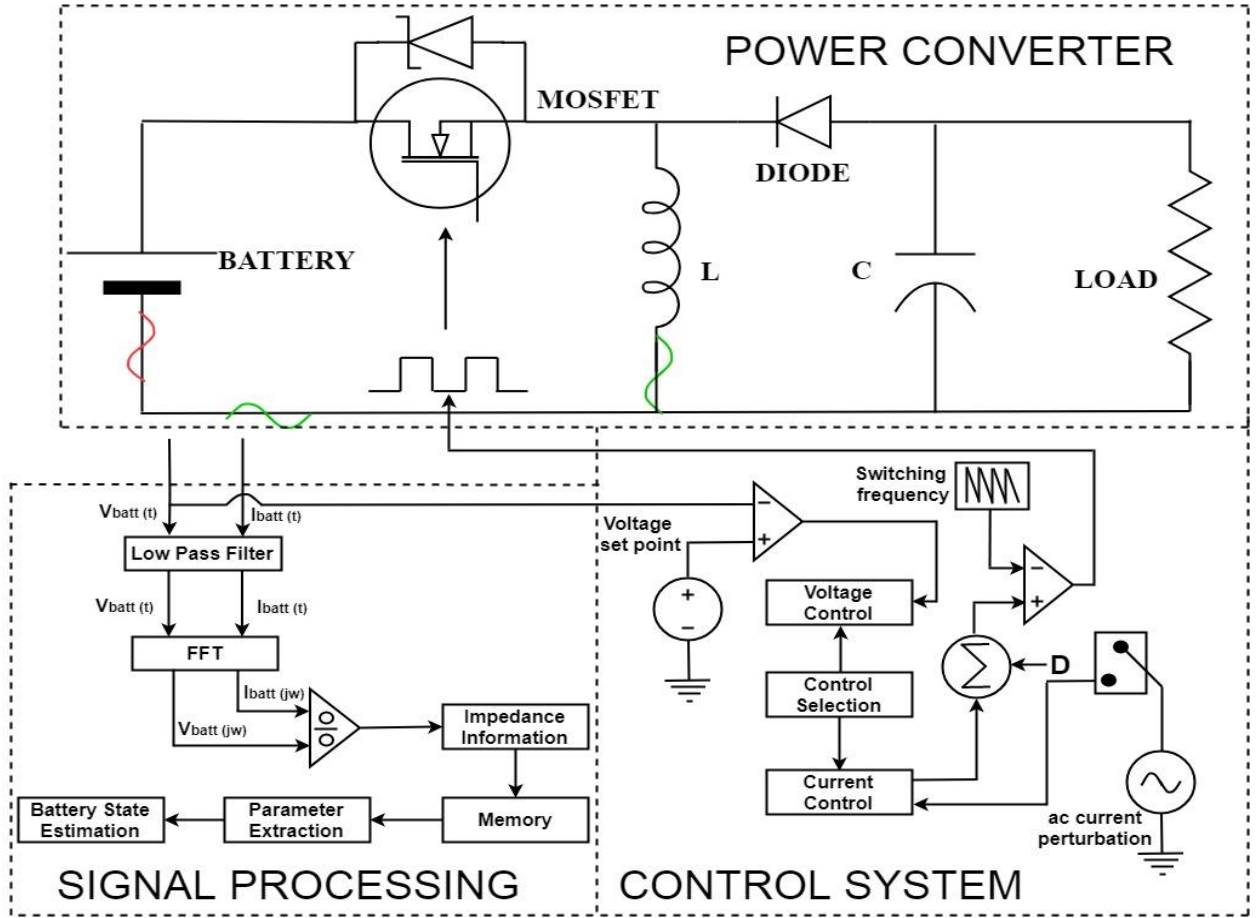 POWER CONVERTER
MOSFET
DIODE
BATTERY
L
C
LOAD
Switching
frequency
Vbatt (t)
Ibatt (t)
Voltage
set point
−
+
Low Pass Filter
−
+
Vbatt (t)
Ibatt (t)
Voltage
Control
+
−
FFT
Σ
D
Ibatt (jw)
Vbatt (jw)
Control
Selection
Impedance
Information
Current
Control
Battery State
Estimation
Parameter
Extraction
Memory
ac current
perturbation
SIGNAL PROCESSING
CONTROL SYSTEM